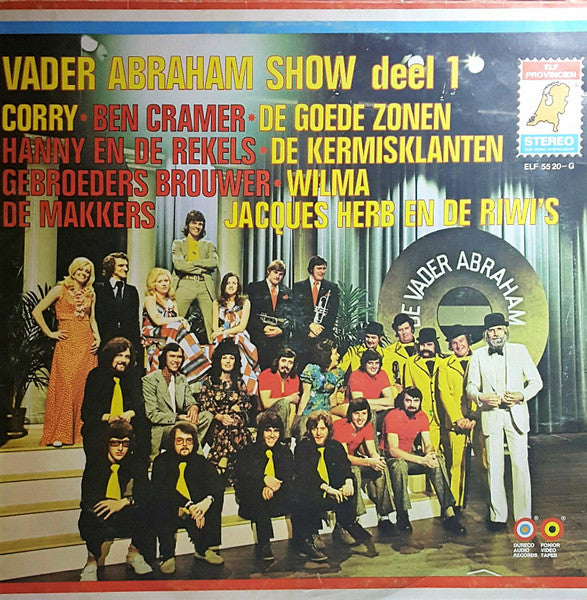 VADER ABRAHAM SHOW deel 1
CORRY • BEN CRAMER • DE GOEDE ZONEN
HANNY EN DE REKELS • DE KERMISKLANTEN
GEBROEDERS BROUWER • WILMA
DE MAKKERS JACQUES HERB EN DE RIWI'S
ELF
PROVINCIEN
STEREO
ELF 55 20-G
DE VADER ABRAHAM
DURECO
AUDIO
RECORDS
FONIOR
VIDEO
TAPES